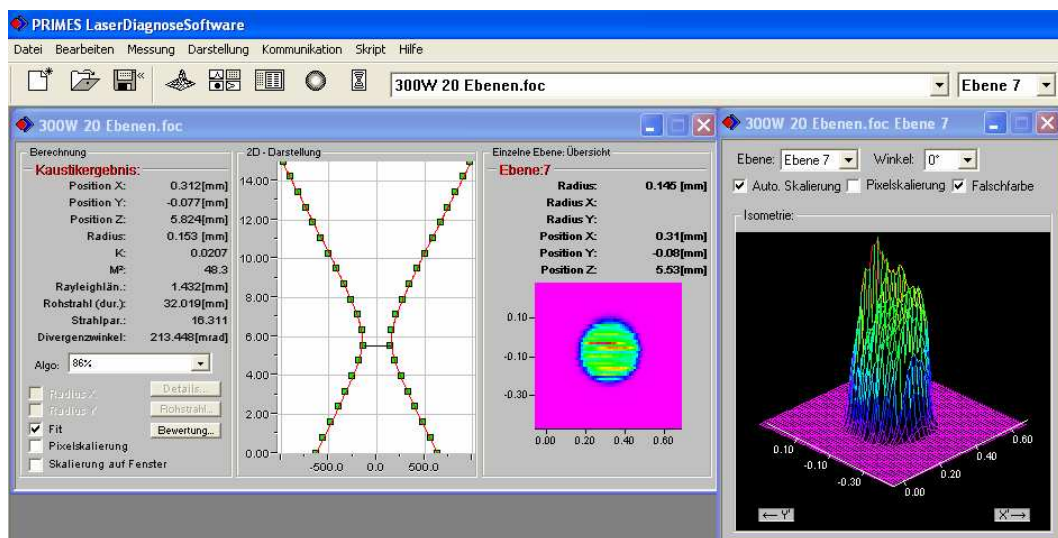 PRIMES LaserDiagnoseSoftware
Datei Bearbeiten Messung Darstellung Kommunikation Skript Hilfe
300W 20 Ebenen.foc Ebene 7
300W 20 Ebenen.foc
Berechnung
Kaustikergebnis:
Position X: 0.312[mm]
Position Y: -0.077[mm]
Position Z: 5.824[mm]
Radius: 0.153 [mm]
K: 0.0207
M²: 48.3
Rayleighlän.: 1.432[mm]
Rohstrahl (dur.): 32.019[mm]
Strahlpar.: 16.311
Divergenzwinkel: 213.448[mrad]
Algo: 86%
Radius X Details...
Radius Y Rohstrahl...
Fit Bewertung...
Pixelskalierung
Skalierung auf Fenster
2D - Darstellung
14.00
12.00
10.00
8.00
6.00
4.00
2.00
0.00
-500.0 0.0 500.0
Einzelne Ebene: Übersicht
Ebene:7
Radius: 0.145 [mm]
Radius X:
Radius Y:
Position X: 0.31[mm]
Position Y: -0.08[mm]
Position Z: 5.53[mm]
0.10
-0.10
-0.30
0.00 0.20 0.40 0.60
300W 20 Ebenen.foc Ebene 7
Ebene: Ebene 7 Winkel: 0°
Auto. Skalierung Pixelskalierung Falschfarbe
Isometrie:
0.10 0.60
-0.10 0.40
-0.30 0.20
0.00
← Y' X'→